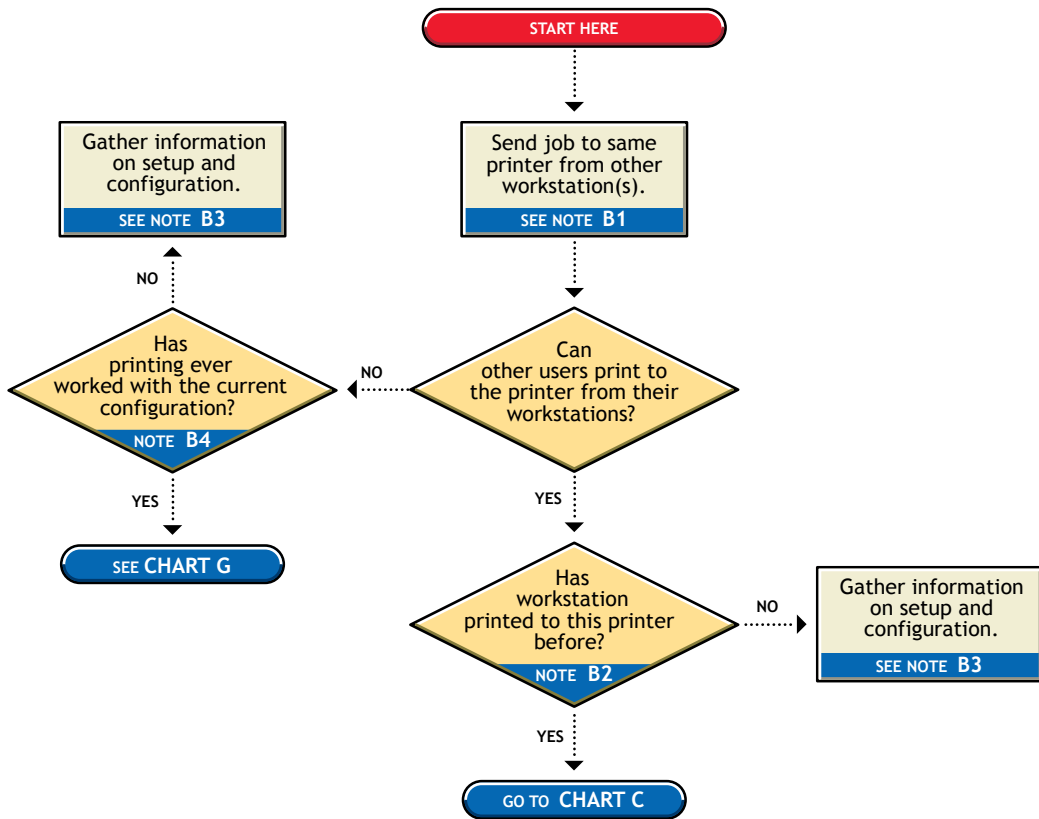 START HERE
Send job to same
printer from other
workstation(s).
SEE NOTE B1
Gather information
on setup and
configuration.
SEE NOTE B3
NO
Has
printing ever
worked with the current
configuration?
NOTE B4
NO
Can
other users print to
the printer from their
workstations?
YES
SEE CHART G
YES
Has
workstation
printed to this printer
before?
NOTE B2
NO
Gather information
on setup and
configuration.
SEE NOTE B3
YES
GO TO CHART C